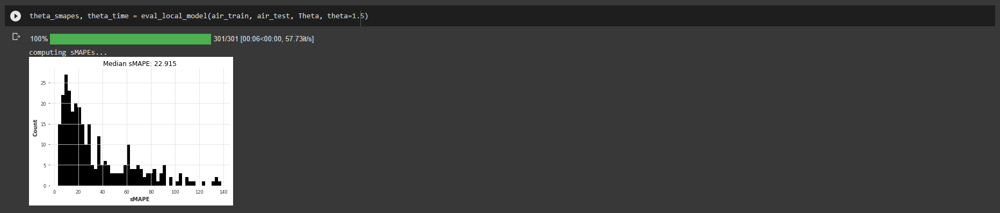 theta_smapes, theta_time = eval_local_model(air_train, air_test, Theta, theta=1.5)
100% 301/301 [00:06<00:00, 57.73it/s]
computing sMAPEs...
Median sMAPE: 22.915
25
20
15
10
5
0
Count
0 20 40 60 80 100 120 140
sMAPE